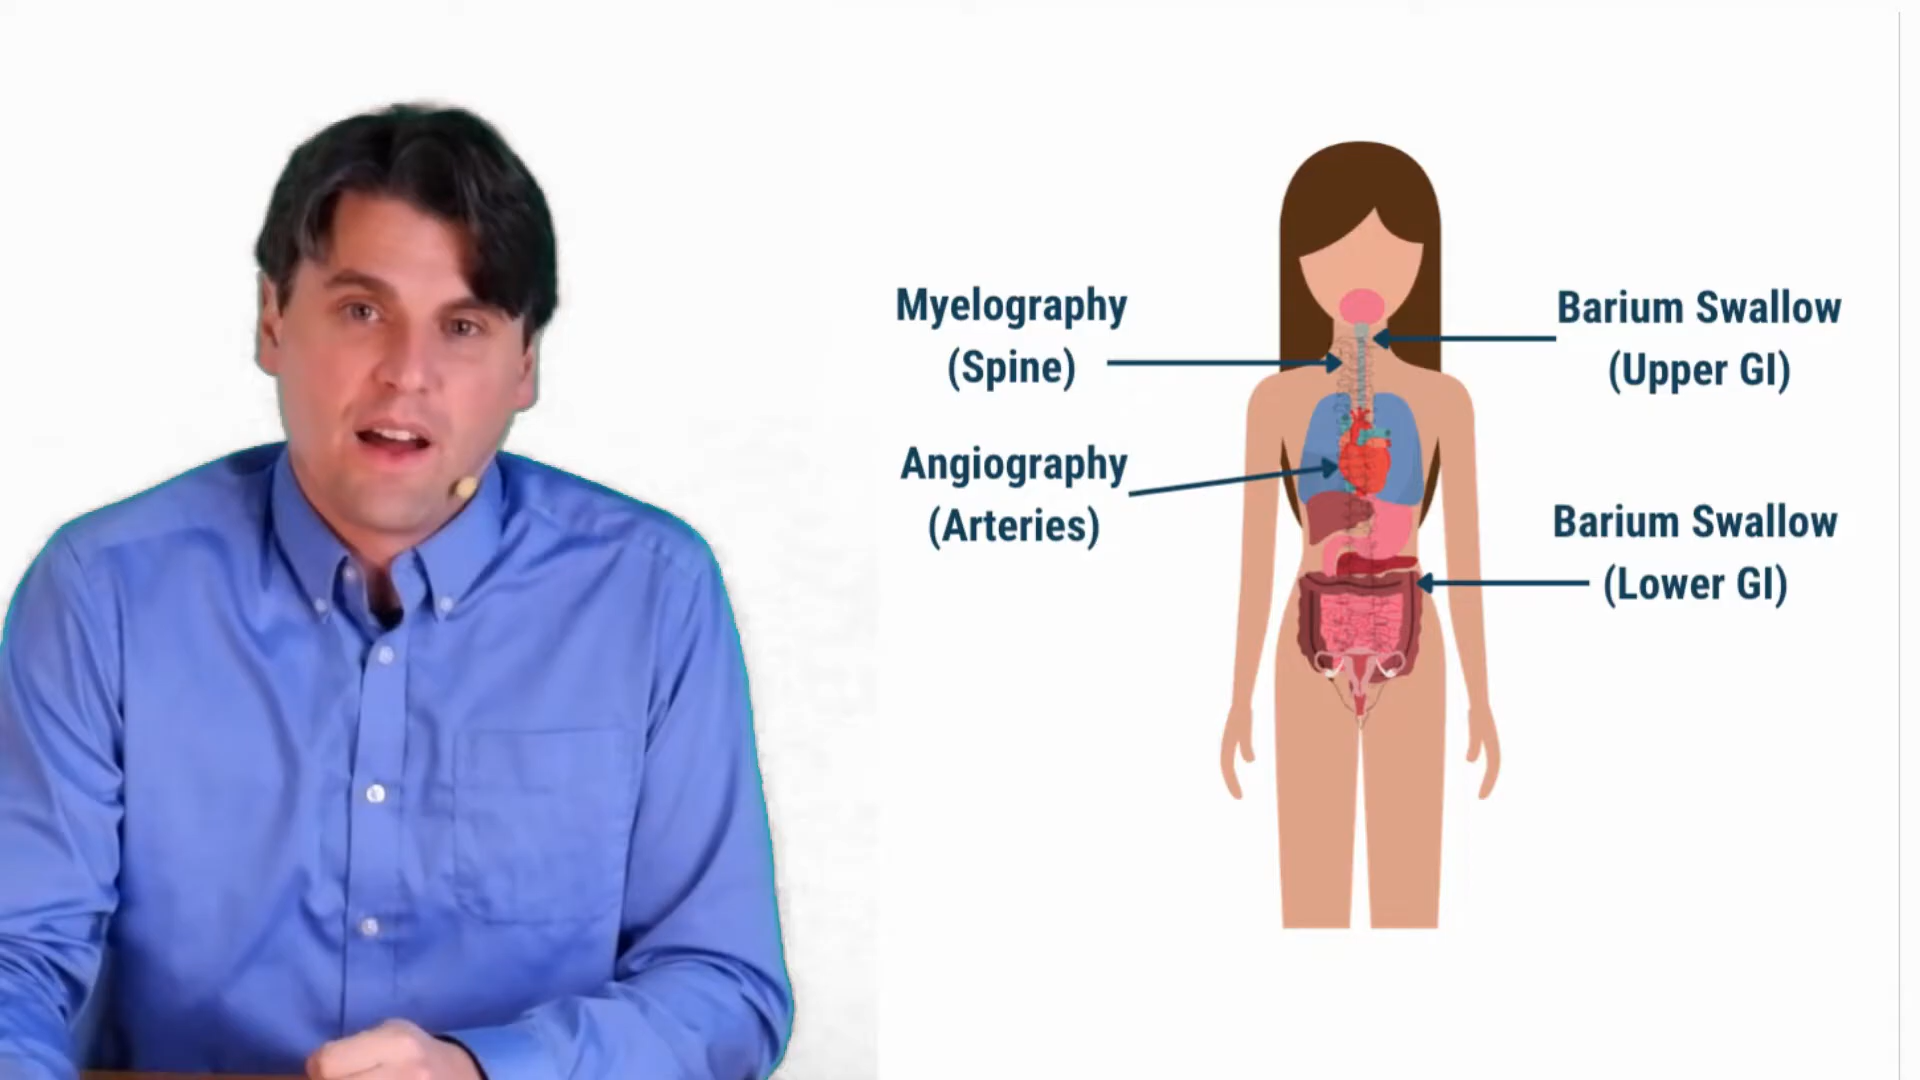 Myelography
(Spine)
Angiography
(Arteries)
Barium Swallow
(Upper GI)
Barium Swallow
(Lower GI)